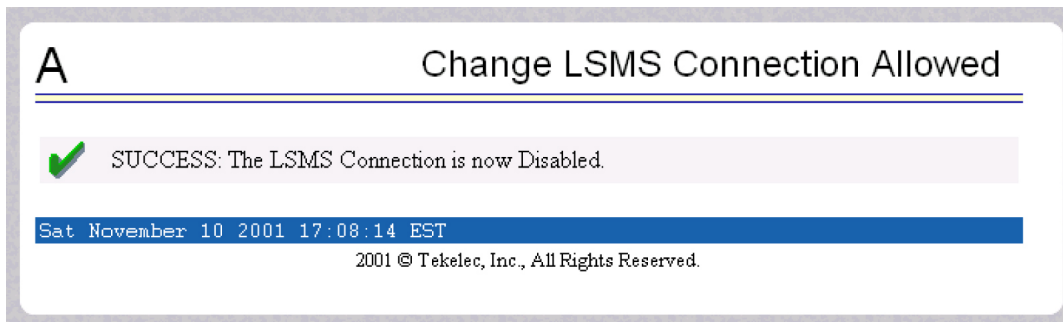 A
Change LSMS Connection Allowed
SUCCESS: The LSMS Connection is now Disabled.
Sat November 10 2001 17:08:14 EST
2001 © Tekelec, Inc., All Rights Reserved.